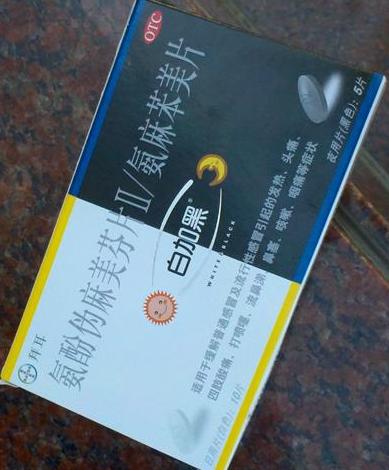 OTC
氨酚伪麻美芬片II/氨麻苯美片
白加黑®
WHITE & BLACK
适用于缓解普通感冒及流行性感冒引起的发热、头痛、
四肢酸痛、打喷嚏、流鼻涕、鼻塞、咳嗽、咽痛等症状
日用片(白色): 10片
夜用片(黑色): 5片
BAYER
拜耳